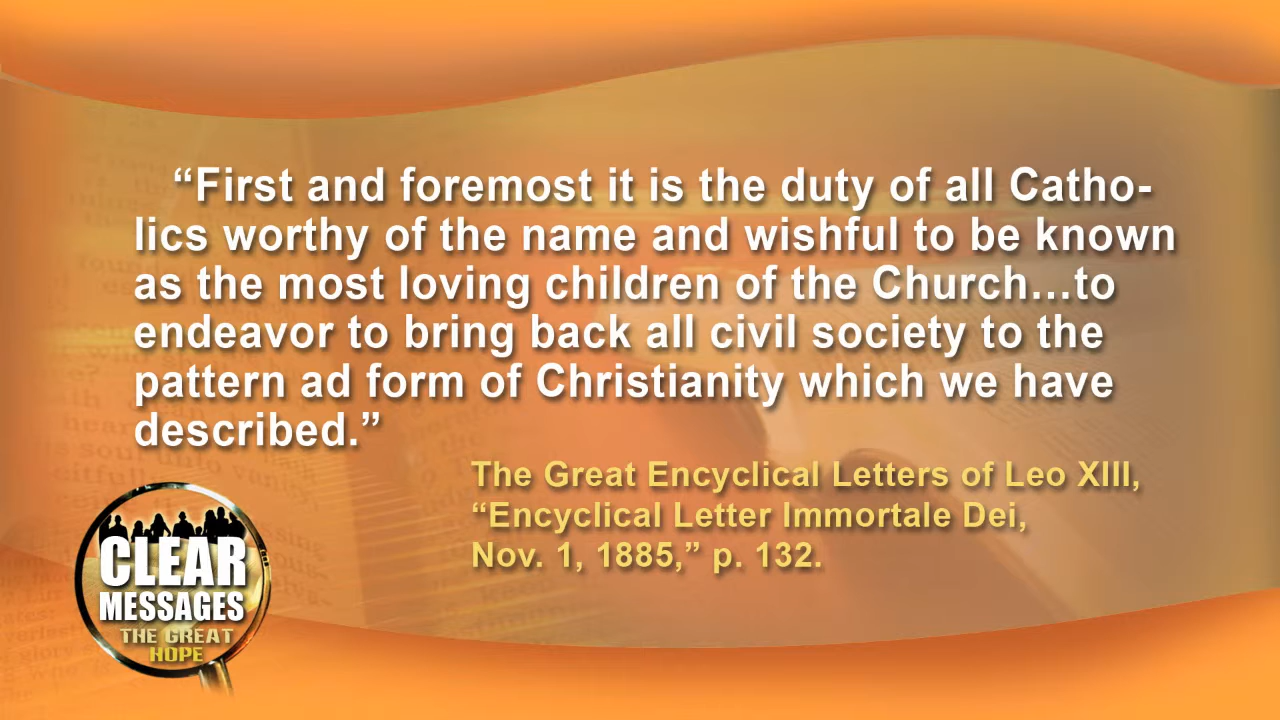 “First and foremost it is the duty of all Catho-
lics worthy of the name and wishful to be known
as the most loving children of the Church...to
endeavor to bring back all civil society to the
pattern ad form of Christianity which we have
described.”
The Great Encyclical Letters of Leo XIII,
“Encyclical Letter Immortale Dei,
Nov. 1, 1885,” p. 132.
CLEAR
MESSAGES
THE GREAT
HOPE